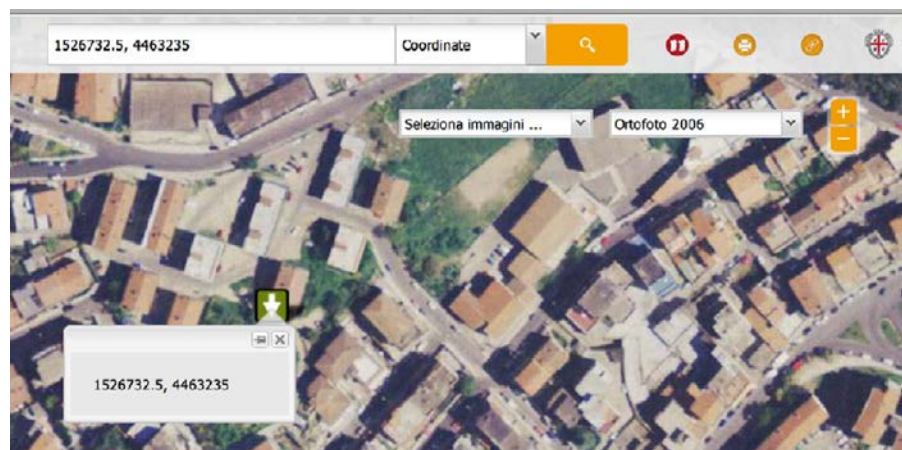 1526732.5, 4463235 Coordinate
Seleziona immagini ... Ortofoto 2006
+
−
1526732.5, 4463235